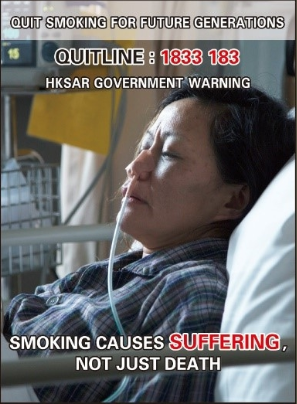 QUIT SMOKING FOR FUTURE GENERATIONS
QUITLINE : 1833 183
HKSAR GOVERNMENT WARNING
SMOKING CAUSES SUFFERING,
NOT JUST DEATH